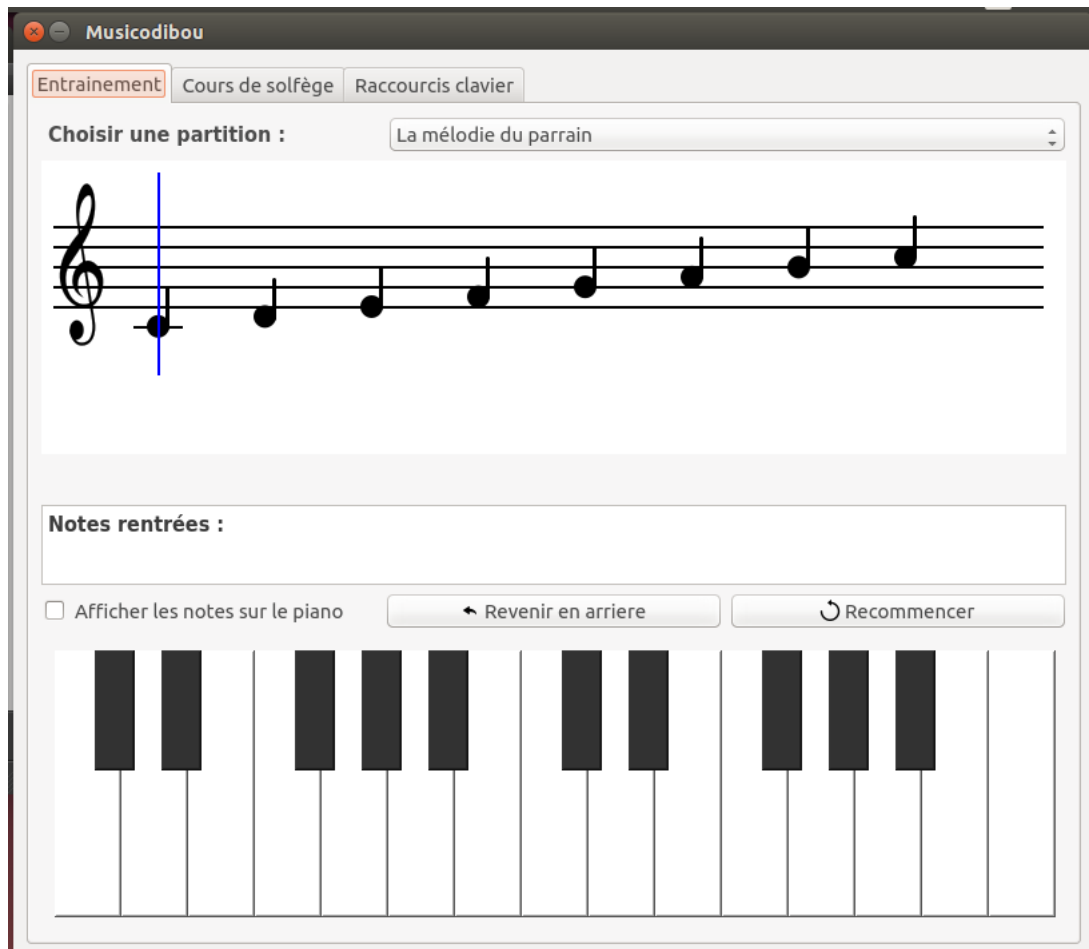 Musicodibou
Entrainement Cours de solfège Raccourcis clavier
Choisir une partition : La mélodie du parrain
Notes rentrées :
Afficher les notes sur le piano Revenir en arriere Recommencer